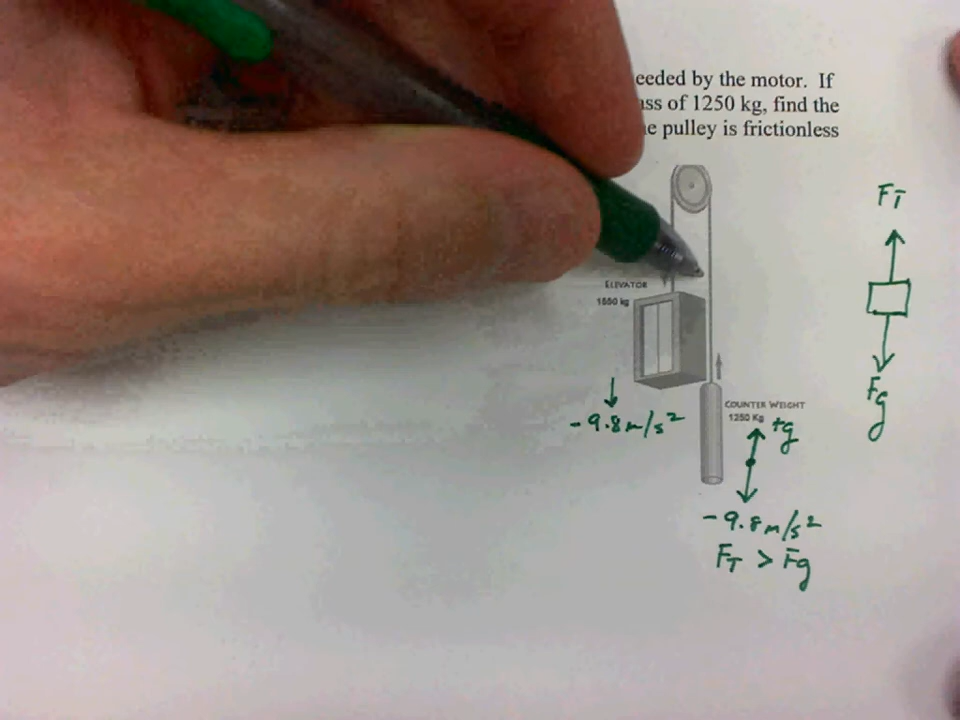 eeded by the motor. If
ass of 1250 kg, find the
e pulley is frictionless
FT
ELEVATOR
1550 kg
Fg
COUNTER WEIGHT
1250 Kg
+g
-9.8m/s²
-9.8m/s²
FT > Fg